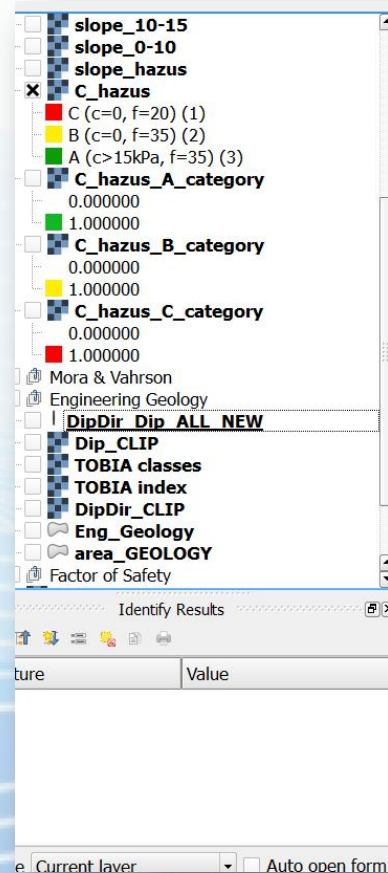 slope_10-15
slope_0-10
slope_hazus
C_hazus
C (c=0, f=20) (1)
B (c=0, f=35) (2)
A (c>15kPa, f=35) (3)
C_hazus_A_category
0.000000
1.000000
C_hazus_B_category
0.000000
1.000000
C_hazus_C_category
0.000000
1.000000
Mora & Vahrson
Engineering Geology
DipDir_Dip_ALL_NEW
Dip_CLIP
TOBIA classes
TOBIA index
DipDir_CLIP
Eng_Geology
area_GEOLOGY
Factor of Safety
Identify Results
ture Value
e Current layer Auto open form